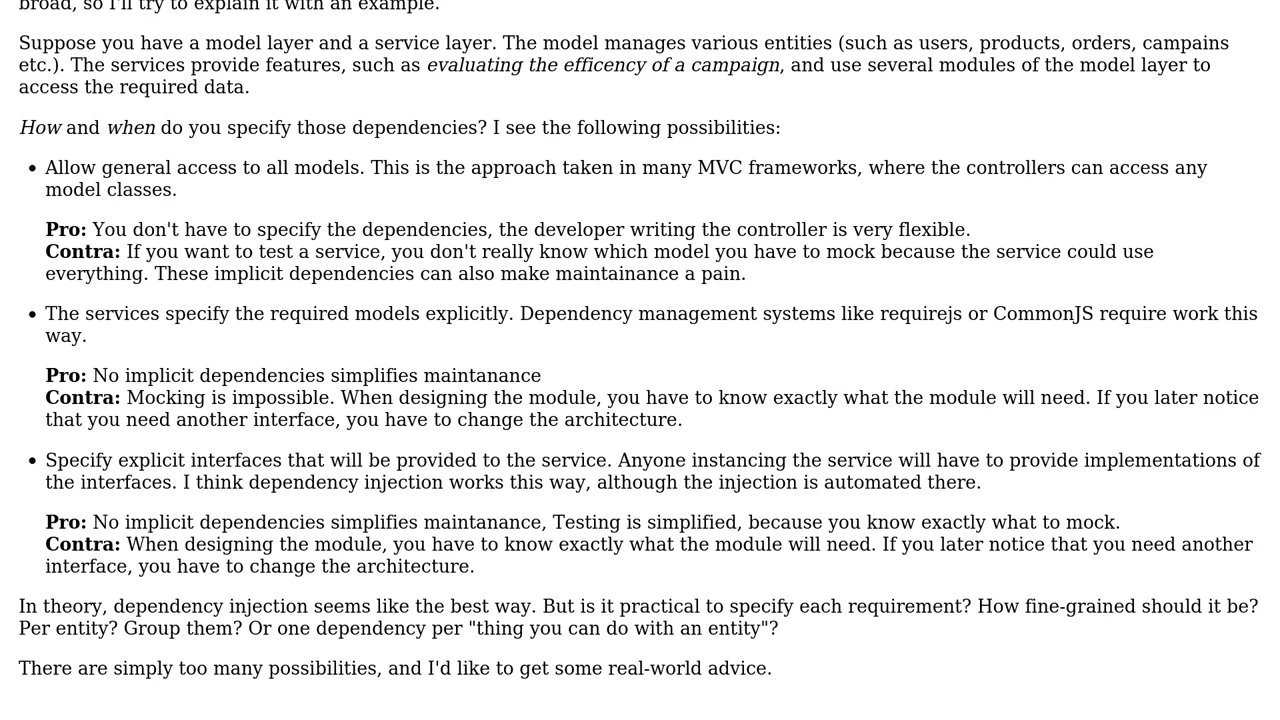 broad, so I'll try to explain it with an example.
Suppose you have a model layer and a service layer. The model manages various entities (such as users, products, orders, campains
etc.). The services provide features, such as evaluating the efficency of a campaign, and use several modules of the model layer to
access the required data.
How and when do you specify those dependencies? I see the following possibilities:
• Allow general access to all models. This is the approach taken in many MVC frameworks, where the controllers can access any
model classes.
Pro: You don't have to specify the dependencies, the developer writing the controller is very flexible.
Contra: If you want to test a service, you don't really know which model you have to mock because the service could use
everything. These implicit dependencies can also make maintainance a pain.
• The services specify the required models explicitly. Dependency management systems like requirejs or CommonJS require work this
way.
Pro: No implicit dependencies simplifies maintanance
Contra: Mocking is impossible. When designing the module, you have to know exactly what the module will need. If you later notice
that you need another interface, you have to change the architecture.
• Specify explicit interfaces that will be provided to the service. Anyone instancing the service will have to provide implementations of
the interfaces. I think dependency injection works this way, although the injection is automated there.
Pro: No implicit dependencies simplifies maintanance, Testing is simplified, because you know exactly what to mock.
Contra: When designing the module, you have to know exactly what the module will need. If you later notice that you need another
interface, you have to change the architecture.
In theory, dependency injection seems like the best way. But is it practical to specify each requirement? How fine-grained should it be?
Per entity? Group them? Or one dependency per "thing you can do with an entity"?
There are simply too many possibilities, and I'd like to get some real-world advice.